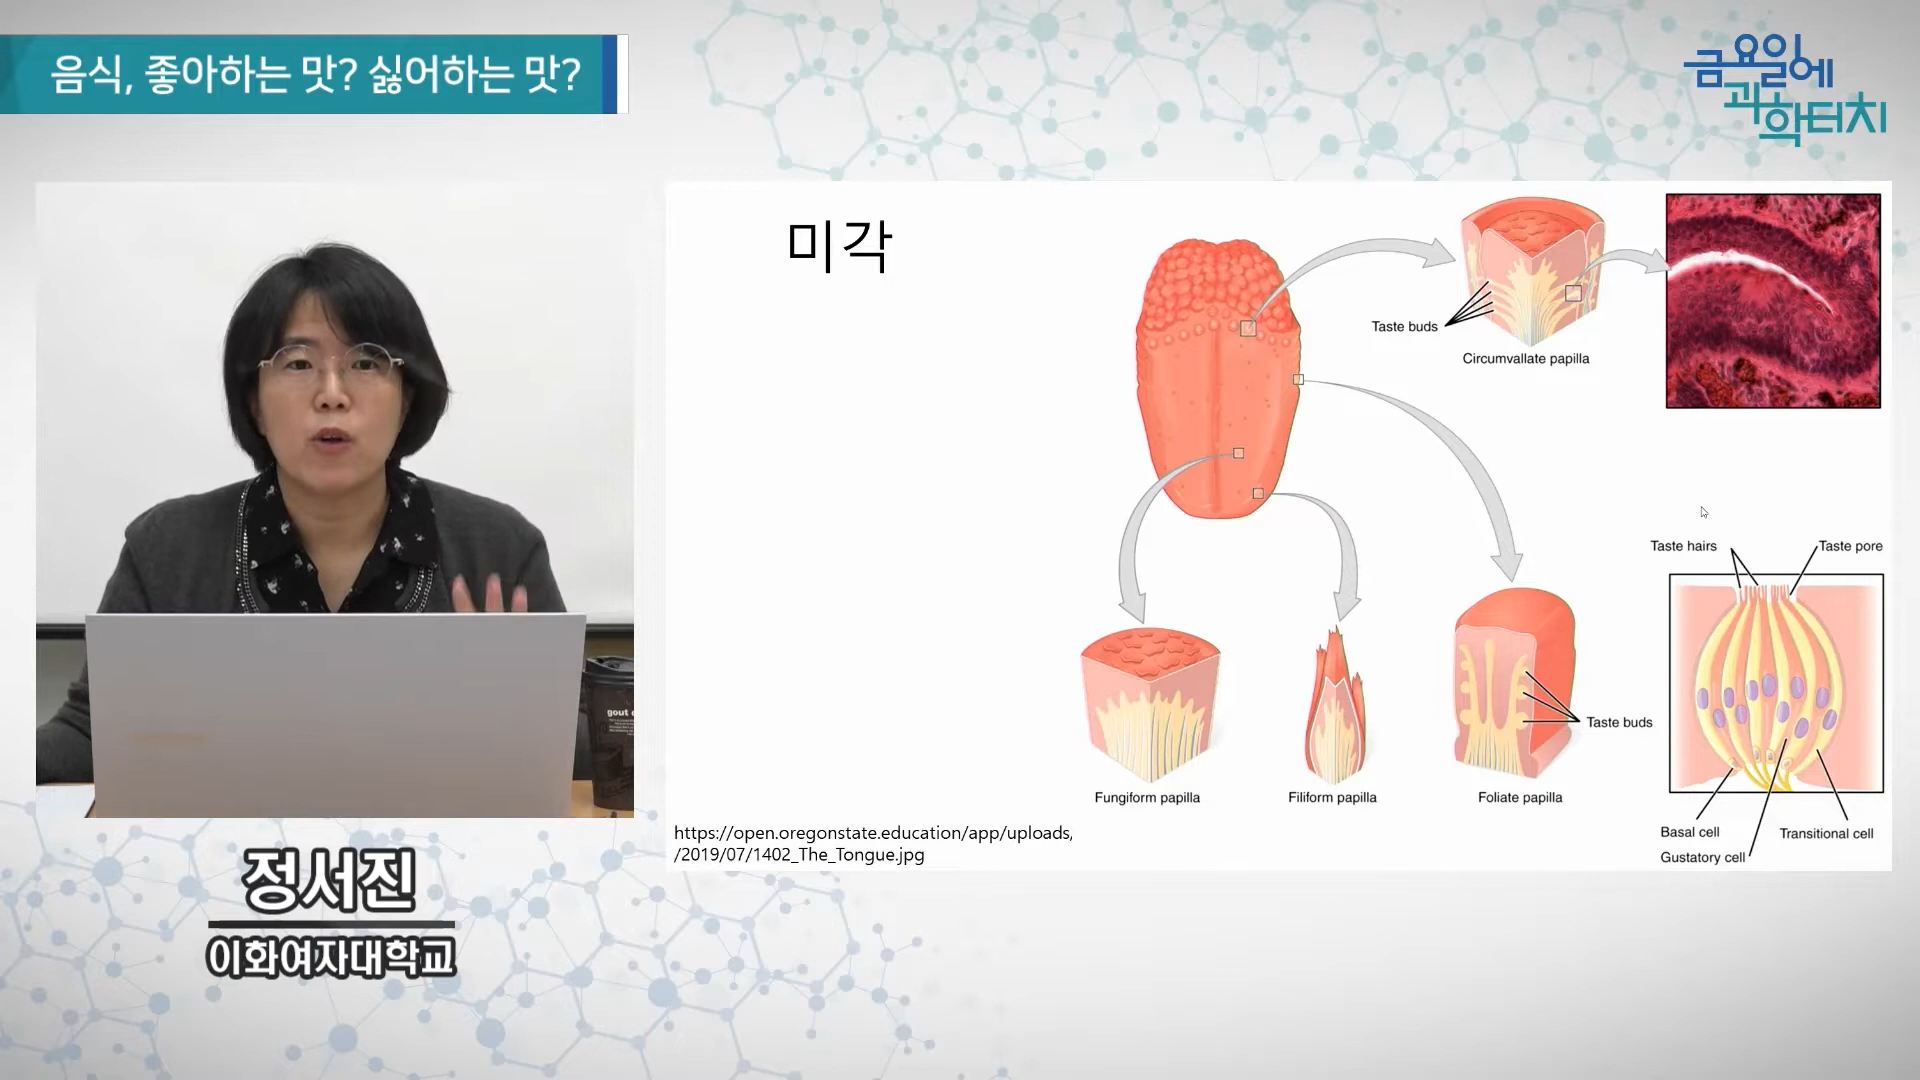 음식, 좋아하는 맛? 싫어하는 맛?
금요일에
과학터치
미각
Taste buds
Circumvallate papilla
Taste hairs
Taste pore
Taste buds
Fungiform papilla
Filiform papilla
Foliate papilla
Basal cell
Transitional cell
Gustatory cell
https://open.oregonstate.education/app/uploads,
/2019/07/1402_The_Tongue.jpg
gout
정서진
이화여자대학교